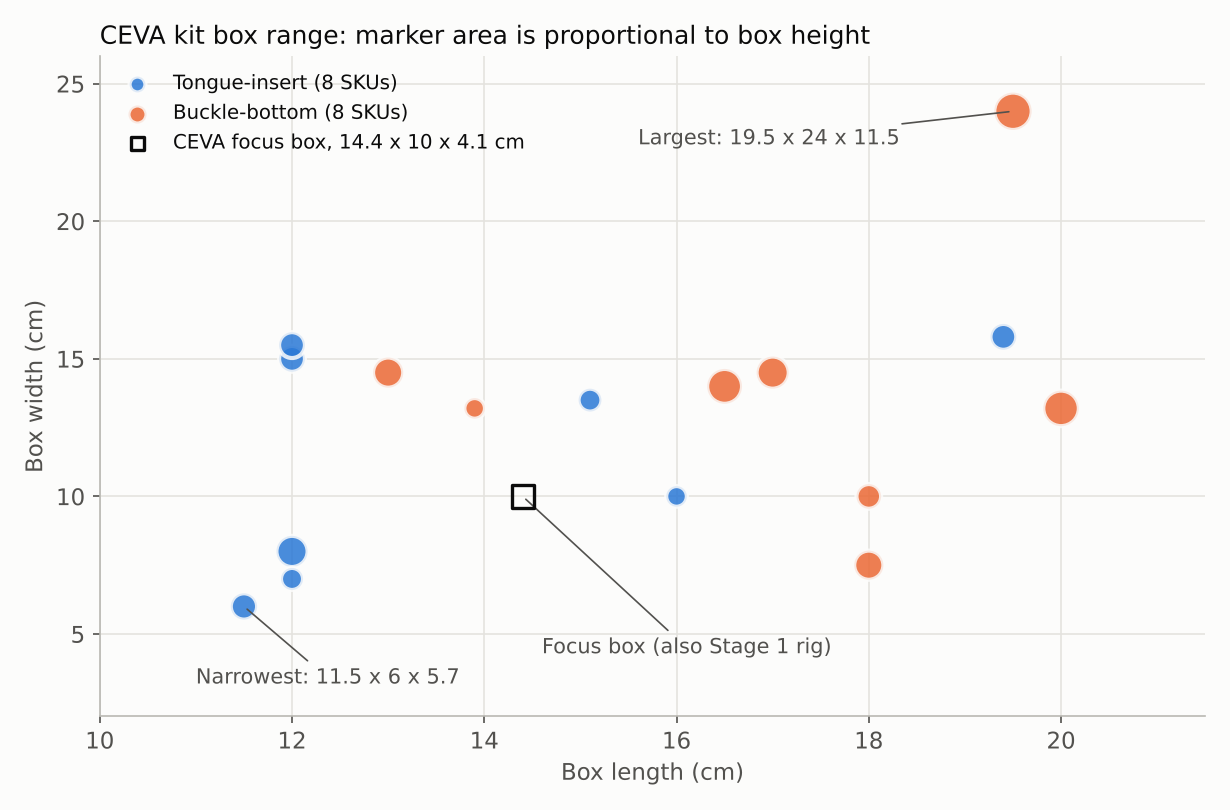 CEVA kit box range: marker area is proportional to box height
Tongue-insert (8 SKUs)
Buckle-bottom (8 SKUs)
CEVA focus box, 14.4 x 10 x 4.1 cm
Largest: 19.5 x 24 x 11.5
Focus box (also Stage 1 rig)
Narrowest: 11.5 x 6 x 5.7
Box width (cm)
25
20
15
10
5
10 12 14 16 18 20
Box length (cm)